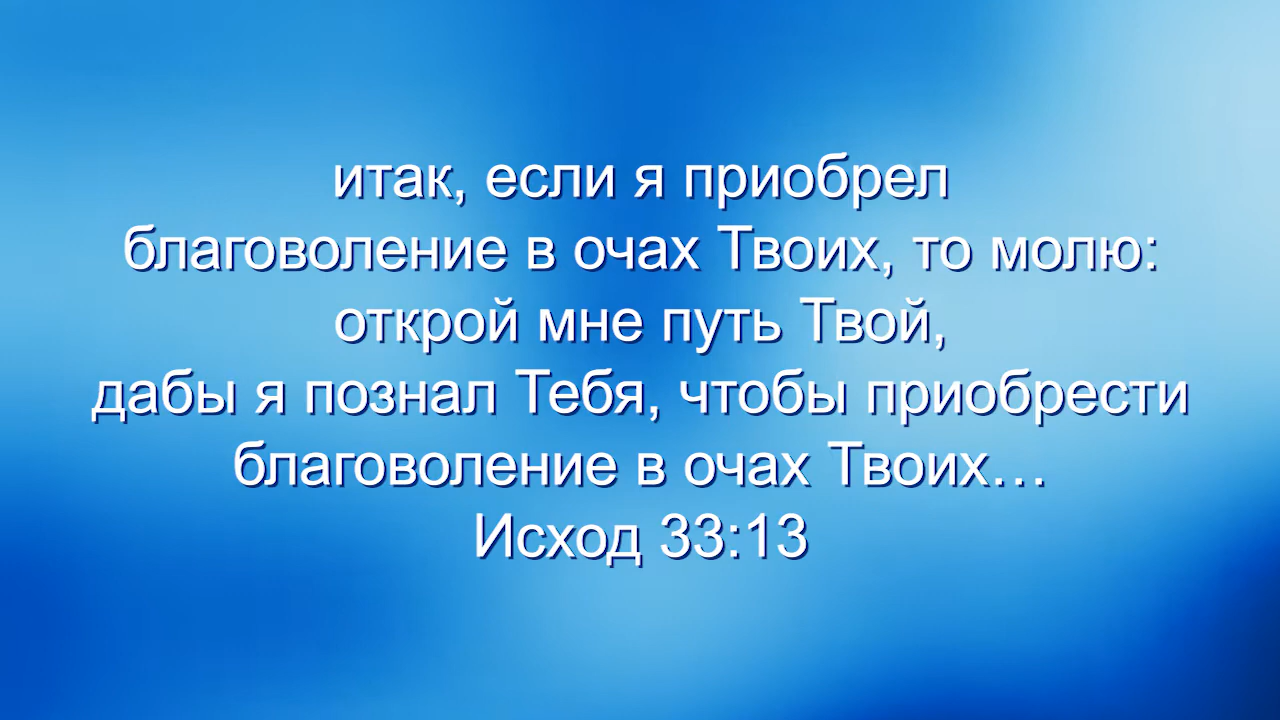 итак, если я приобрел
благоволение в очах Твоих, то молю:
открой мне путь Твой,
дабы я познал Тебя, чтобы приобрести
благоволение в очах Твоих…
Исход 33:13